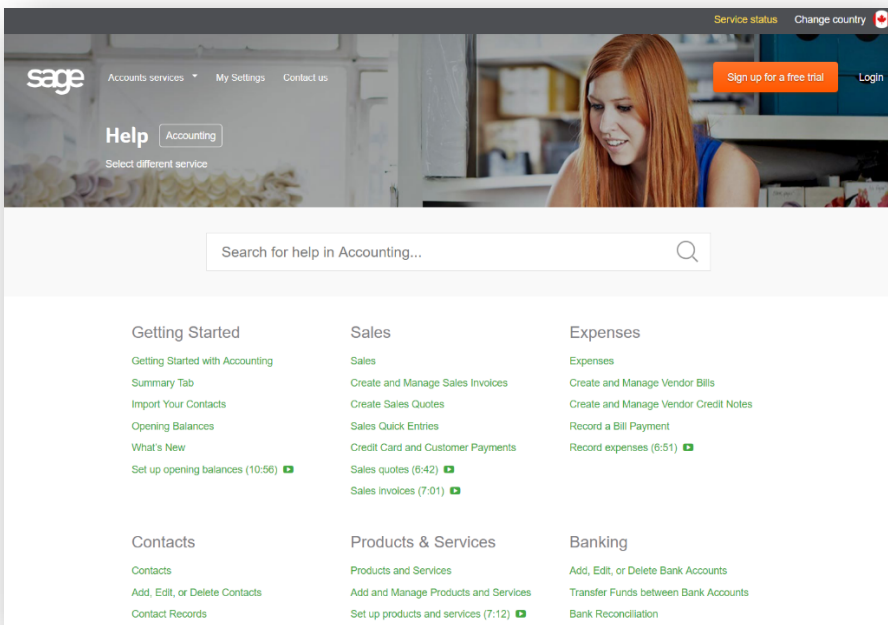 Service status Change country
sage
Accounts services My Settings Contact us
Sign up for a free trial
Login
Help Accounting
Select different service
Search for help in Accounting...
Getting Started
Getting Started with Accounting
Summary Tab
Import Your Contacts
Opening Balances
What's New
Set up opening balances (10:56)
Sales
Sales
Create and Manage Sales Invoices
Create Sales Quotes
Sales Quick Entries
Credit Card and Customer Payments
Sales quotes (6:42)
Sales invoices (7:01)
Expenses
Expenses
Create and Manage Vendor Bills
Create and Manage Vendor Credit Notes
Record a Bill Payment
Record expenses (6:51)
Contacts
Contacts
Add, Edit, or Delete Contacts
Contact Records
Products & Services
Products and Services
Add and Manage Products and Services
Set up products and services (7:12)
Banking
Add, Edit, or Delete Bank Accounts
Transfer Funds between Bank Accounts
Bank Reconciliation